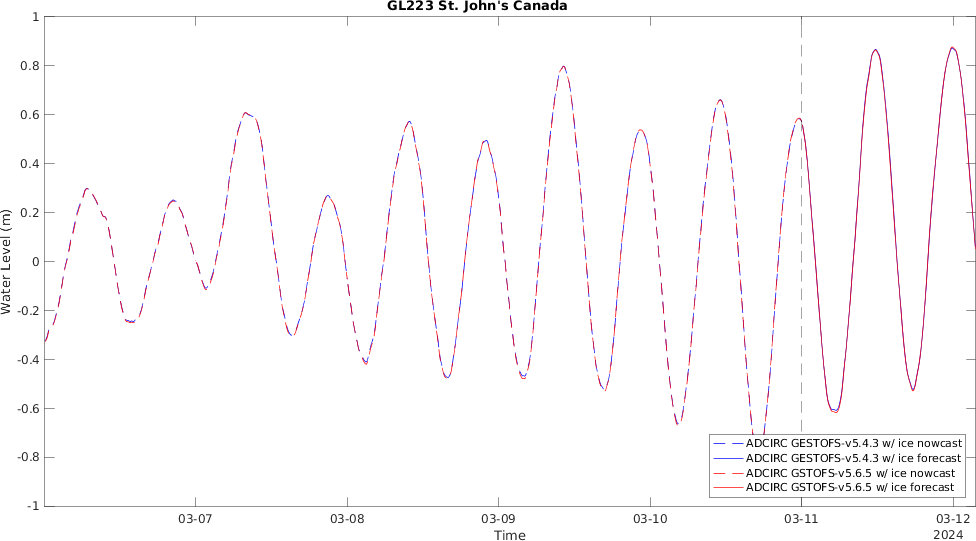 GL223 St. John's Canada
1
0.8
0.6
0.4
0.2
0
-0.2
-0.4
-0.6
-0.8
-1
Water Level (m)
ADCIRC GESTOFS-v5.4.3 w/ ice nowcast
ADCIRC GESTOFS-v5.4.3 w/ ice forecast
ADCIRC GSTOFS-v5.6.5 w/ ice nowcast
ADCIRC GSTOFS-v5.6.5 w/ ice forecast
03-07 03-08 03-09 03-10 03-11 03-12
Time 2024